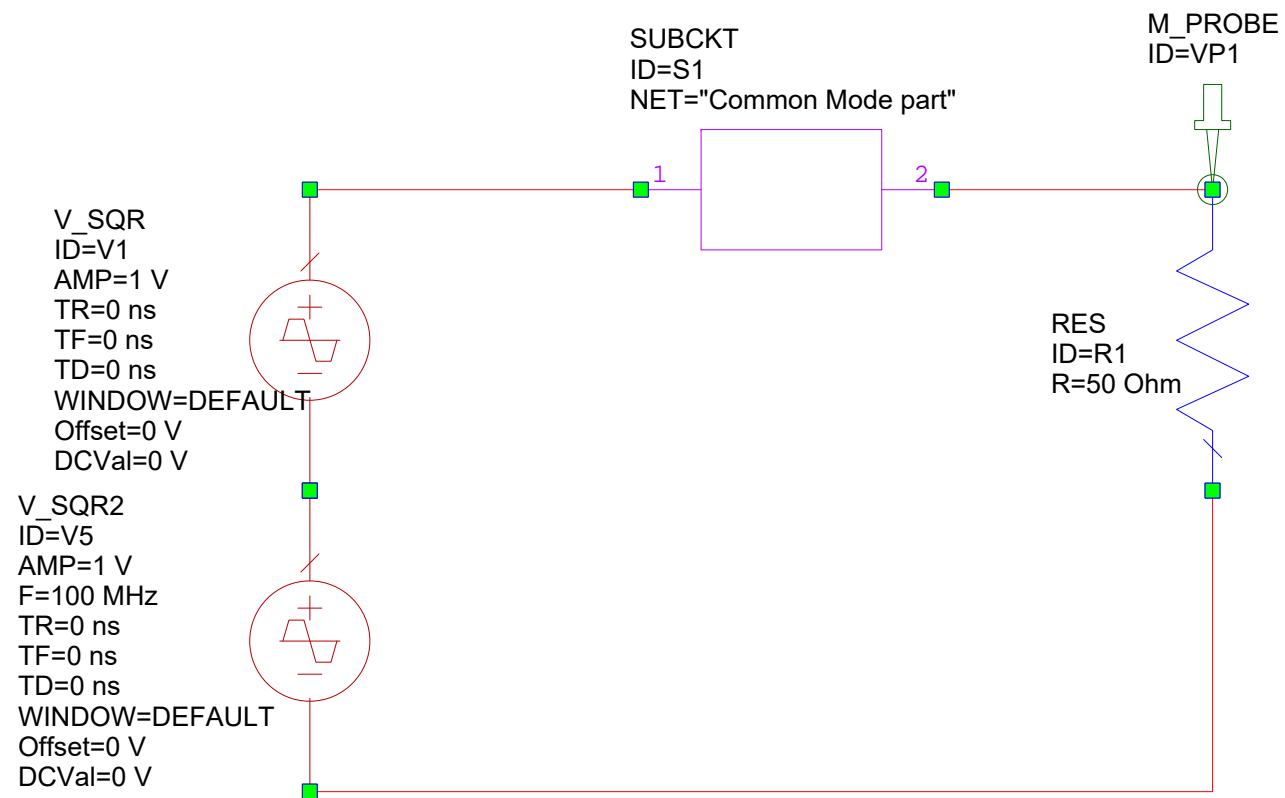 M_PROBE
ID=VP1
SUBCKT
ID=S1
NET="Common Mode part"
1
2
V_SQR
ID=V1
AMP=1 V
TR=0 ns
TF=0 ns
TD=0 ns
WINDOW=DEFAULT
Offset=0 V
DCVal=0 V
RES
ID=R1
R=50 Ohm
V_SQR2
ID=V5
AMP=1 V
F=100 MHz
TR=0 ns
TF=0 ns
TD=0 ns
WINDOW=DEFAULT
Offset=0 V
DCVal=0 V